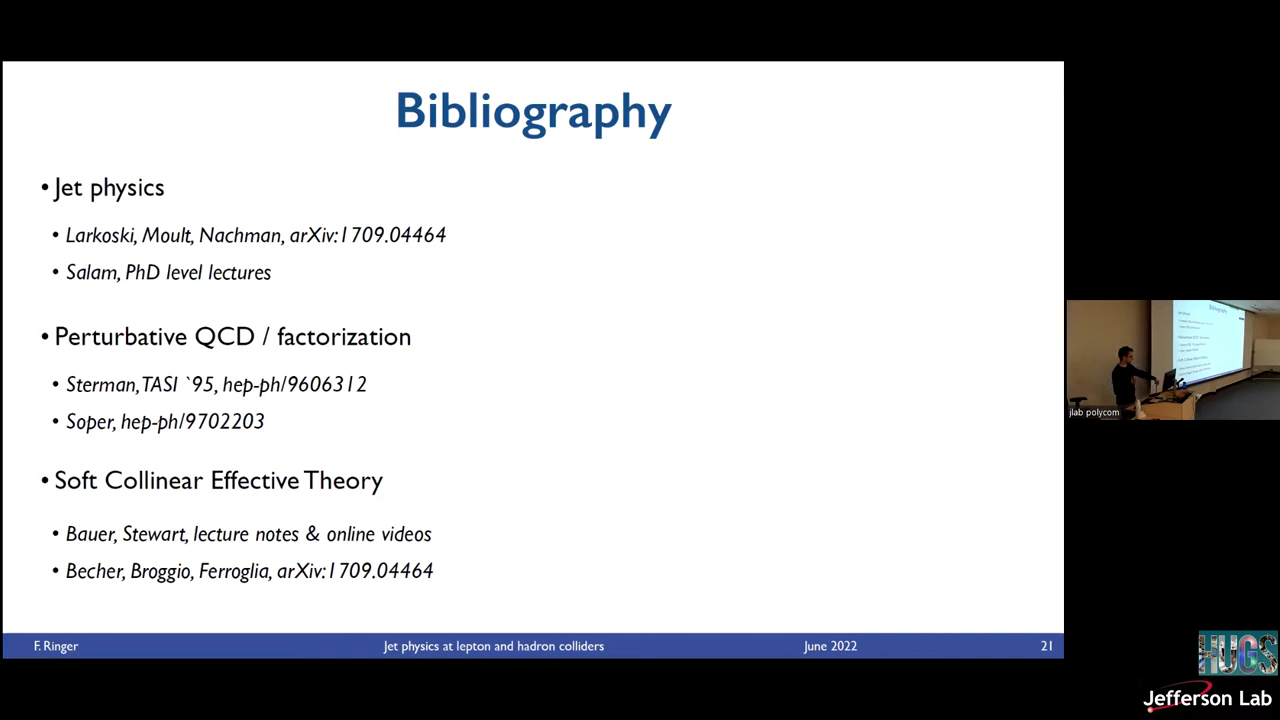 Bibliography
• Jet physics
• Larkoski, Moult, Nachman, arXiv:1709.04464
• Salam, PhD level lectures
• Perturbative QCD / factorization
• Sterman, TASI `95, hep-ph/9606312
• Soper, hep-ph/9702203
• Soft Collinear Effective Theory
• Bauer, Stewart, lecture notes & online videos
• Becher, Broggio, Ferroglia, arXiv:1709.04464
F. Ringer Jet physics at lepton and hadron colliders June 2022 21
Bibliography
jlab polycom
HUGS
Jefferson Lab